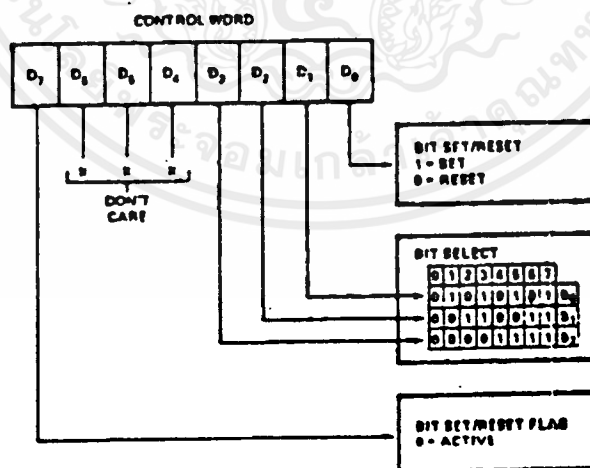 CONTROL WORD
D7 D6 D5 D4 D3 D2 D1 D0
BIT SET/RESET
1 = SET
0 = RESET
X X X
DON'T
CARE
BIT SELECT
0 1 2 3 4 5 6 7
0 1 0 1 0 1 0 1 B0
0 0 1 1 0 0 1 1 B1
0 0 0 0 1 1 1 1 B2
BIT SET/RESET FLAG
0 = ACTIVE